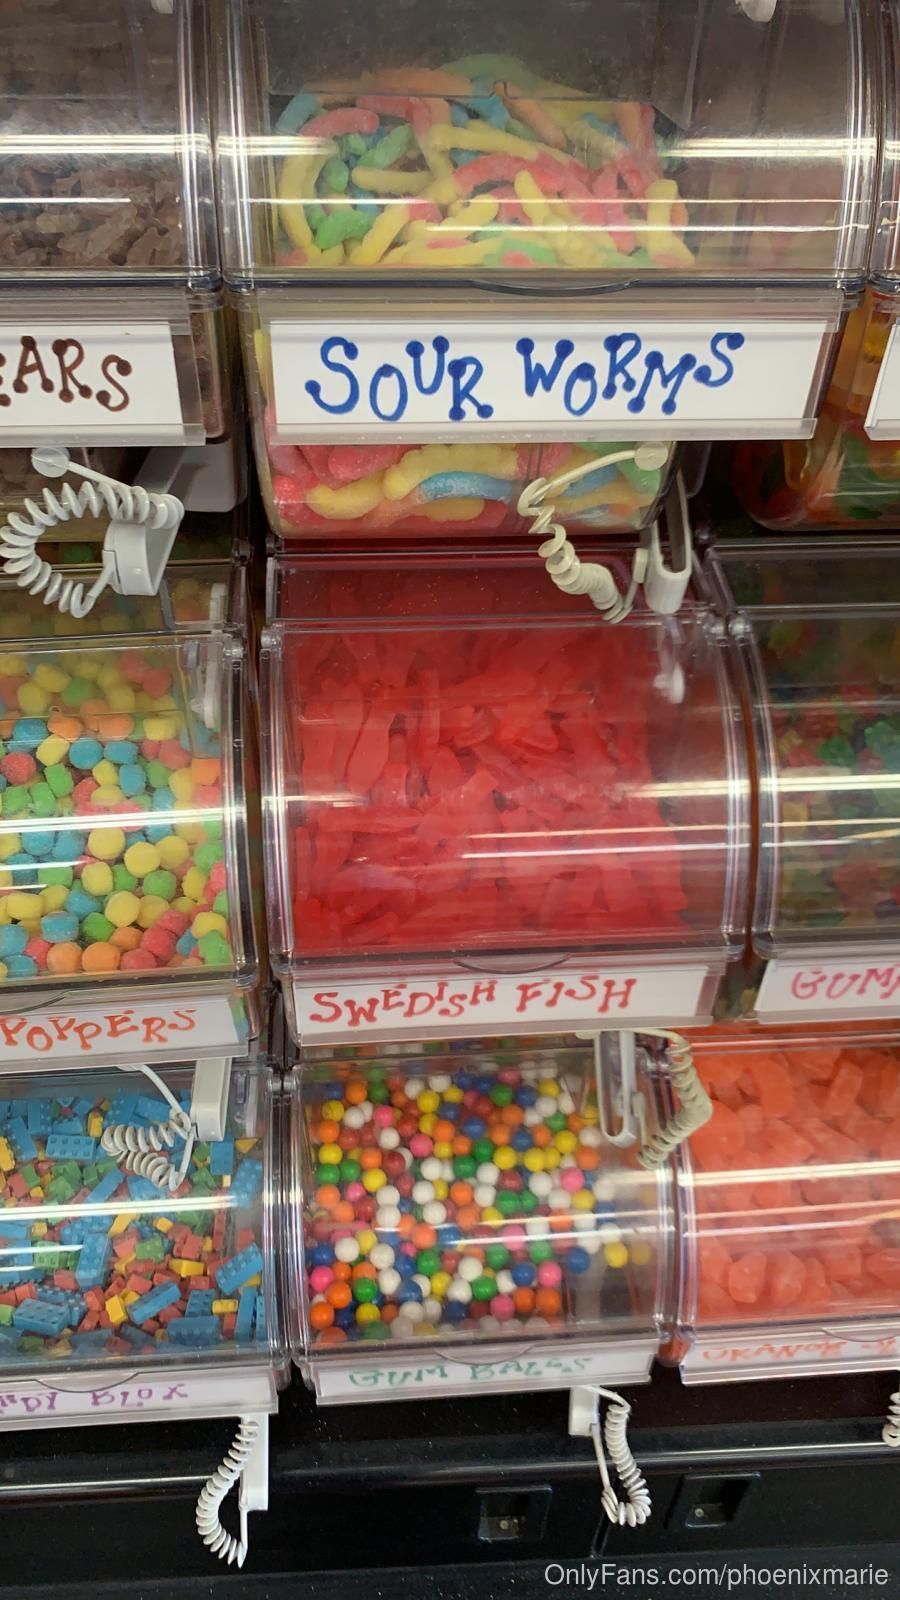 SOUR WORMS
POPPERS
SWEDISH FISH
GUM BALLS
OnlyFans.com/phoenixmarie